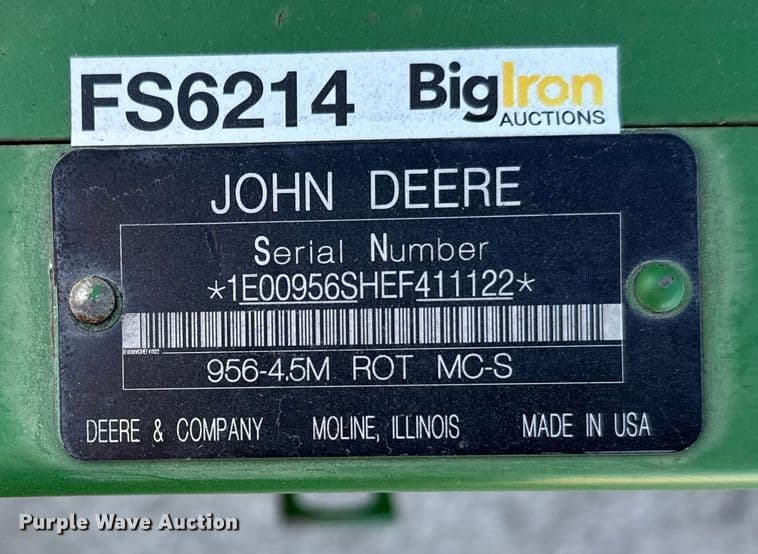 FS6214 BigIron
AUCTIONS
JOHN DEERE
Serial Number
*1E00956SHEF411122*
956-4.5M ROT MC-S
DEERE & COMPANY MOLINE, ILLINOIS MADE IN USA
Purple Wave Auction